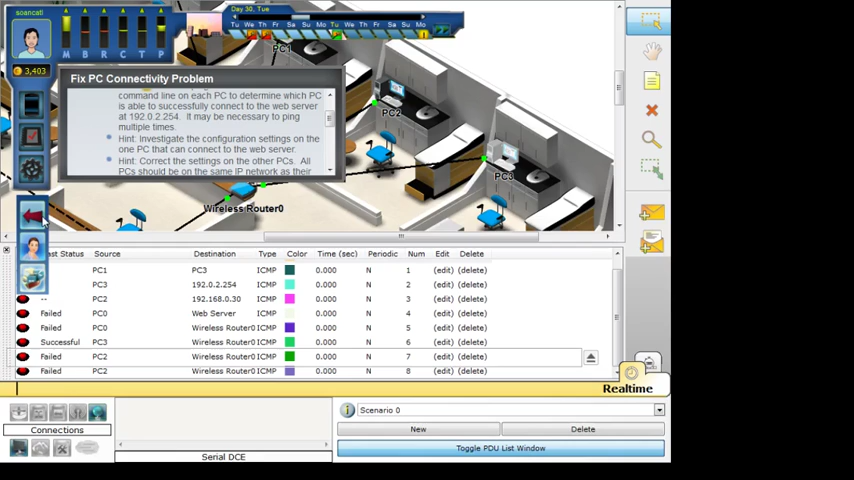 soancati
Day 30, Tu
Tu We Th Fr Sa Su Mo Tu We Th Fr Sa Su Mo
M B R C T P
3,403
PC1
Fix PC Connectivity Problem
command line on each PC to determine which PC
is able to successfully connect to the web server
at 192.0.2.254. It may be necessary to ping
multiple times.
Hint: Investigate the configuration settings on the
one PC that can connect to the web server.
Hint: Correct the settings on the other PCs. All
PCs should be on the same IP network as their
PC2
PC3
Wireless Router0
ast Status Source Destination Type Color Time (sec) Periodic Num Edit Delete
PC1 PC3 ICMP 0.000 N 1 (edit) (delete)
PC3 192.0.2.254 ICMP 0.000 N 2 (edit) (delete)
-- PC2 192.168.0.30 ICMP 0.000 N 3 (edit) (delete)
Failed PC0 Web Server ICMP 0.000 N 4 (edit) (delete)
Failed PC0 Wireless Router0 ICMP 0.000 N 5 (edit) (delete)
Successful PC3 Wireless Router0 ICMP 0.000 N 6 (edit) (delete)
Failed PC2 Wireless Router0 ICMP 0.000 N 7 (edit) (delete)
Failed PC2 Wireless Router0 ICMP 0.000 N 8 (edit) (delete)
Realtime
Connections
Serial DCE
Scenario 0
New Delete
Toggle PDU List Window